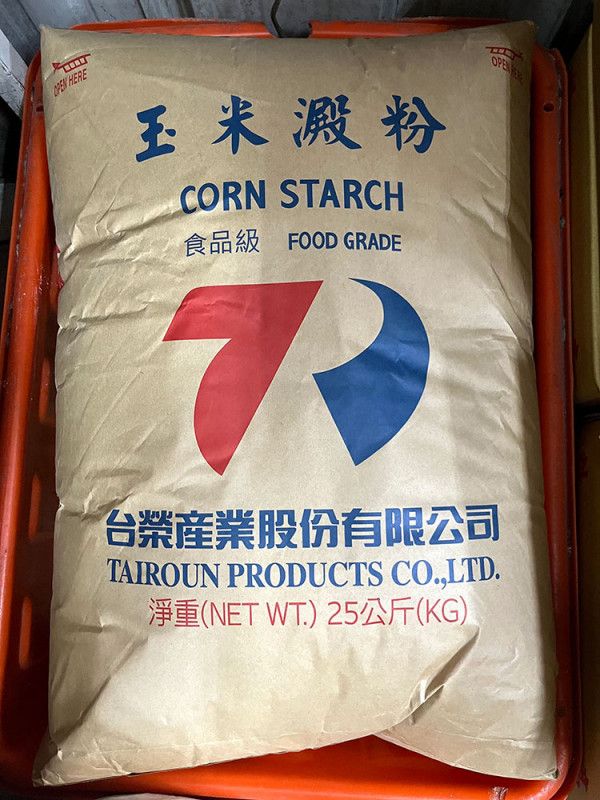 OPEN HERE
OPEN HERE
玉米澱粉
CORN STARCH
食品級 FOOD GRADE
台榮產業股份有限公司
TAIROUN PRODUCTS CO.,LTD.
淨重(NET WT.) 25公斤(KG)